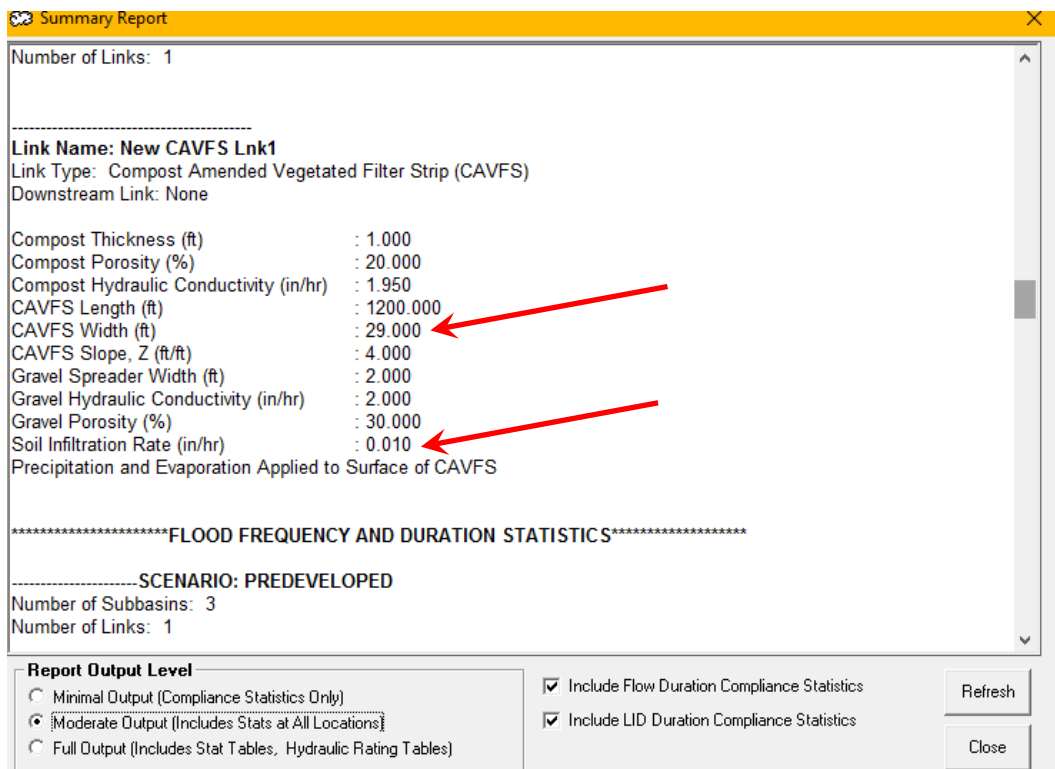 Summary Report
Number of Links: 1
------------------------------------------
Link Name: New CAVFS Lnk1
Link Type: Compost Amended Vegetated Filter Strip (CAVFS)
Downstream Link: None
Compost Thickness (ft) : 1.000
Compost Porosity (%) : 20.000
Compost Hydraulic Conductivity (in/hr) : 1.950
CAVFS Length (ft) : 1200.000
CAVFS Width (ft) : 29.000
CAVFS Slope, Z (ft/ft) : 4.000
Gravel Spreader Width (ft) : 2.000
Gravel Hydraulic Conductivity (in/hr) : 2.000
Gravel Porosity (%) : 30.000
Soil Infiltration Rate (in/hr) : 0.010
Precipitation and Evaporation Applied to Surface of CAVFS
**********************FLOOD FREQUENCY AND DURATION STATISTICS*******************
----------------------SCENARIO: PREDEVELOPED
Number of Subbasins: 3
Number of Links: 1
Report Output Level
Minimal Output (Compliance Statistics Only)
Moderate Output (Includes Stats at All Locations)
Full Output (Includes Stat Tables, Hydraulic Rating Tables)
Include Flow Duration Compliance Statistics
Include LID Duration Compliance Statistics
Refresh
Close